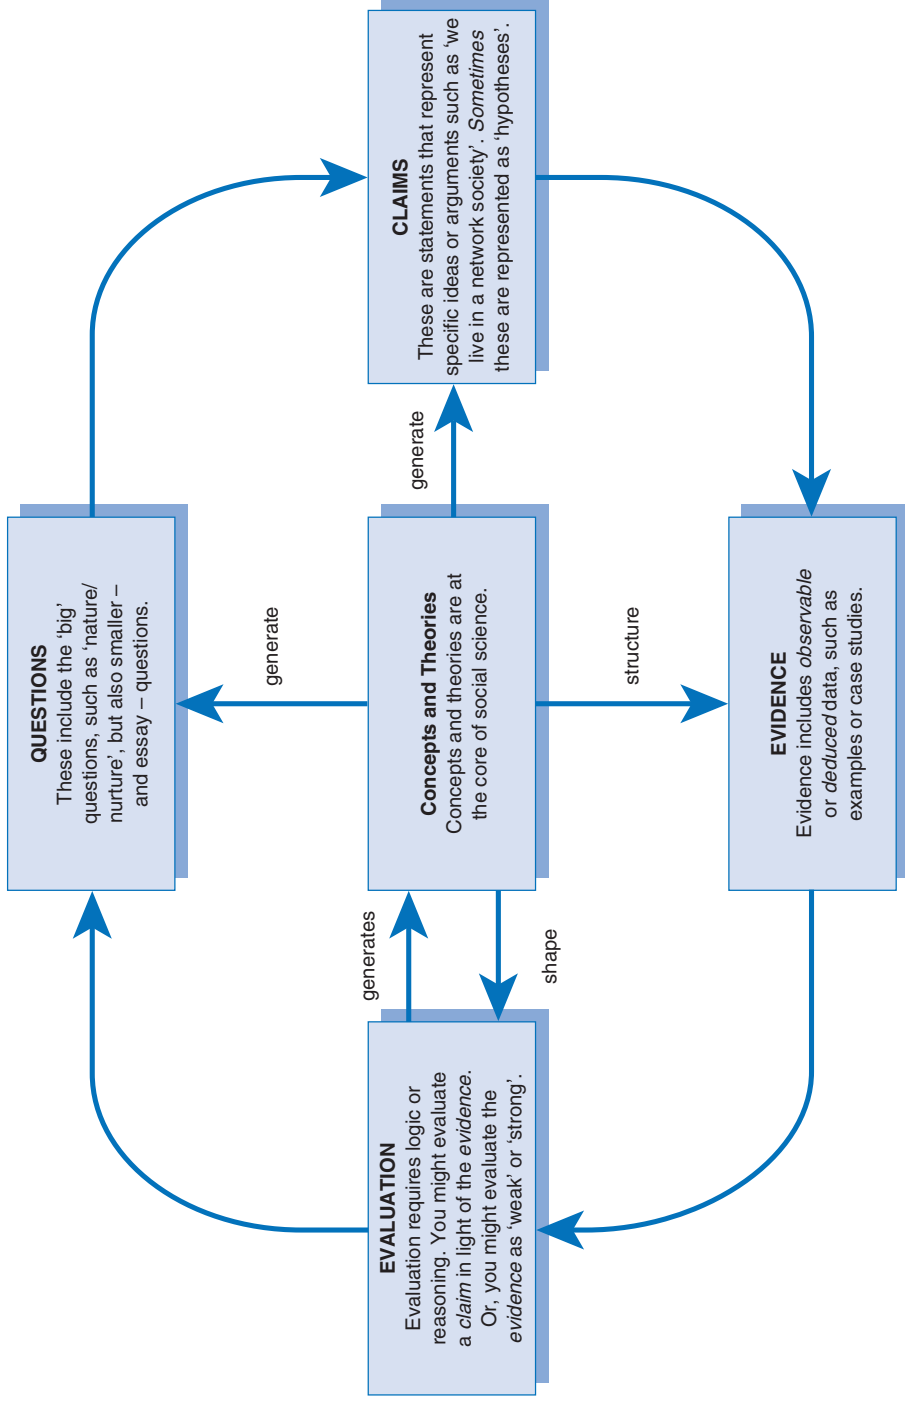 QUESTIONS
These include the ‘big’
questions, such as ‘nature/
nurture’, but also smaller –
and essay – questions.
generate
EVALUATION
Evaluation requires logic or
reasoning. You might evaluate
a claim in light of the evidence.
Or, you might evaluate the
evidence as ‘weak’ or ‘strong’.
generates
shape
Concepts and Theories
Concepts and theories are at
the core of social science.
generate
CLAIMS
These are statements that represent
specific ideas or arguments such as ‘we
live in a network society’. Sometimes
these are represented as ‘hypotheses’.
structure
EVIDENCE
Evidence includes observable
or deduced data, such as
examples or case studies.